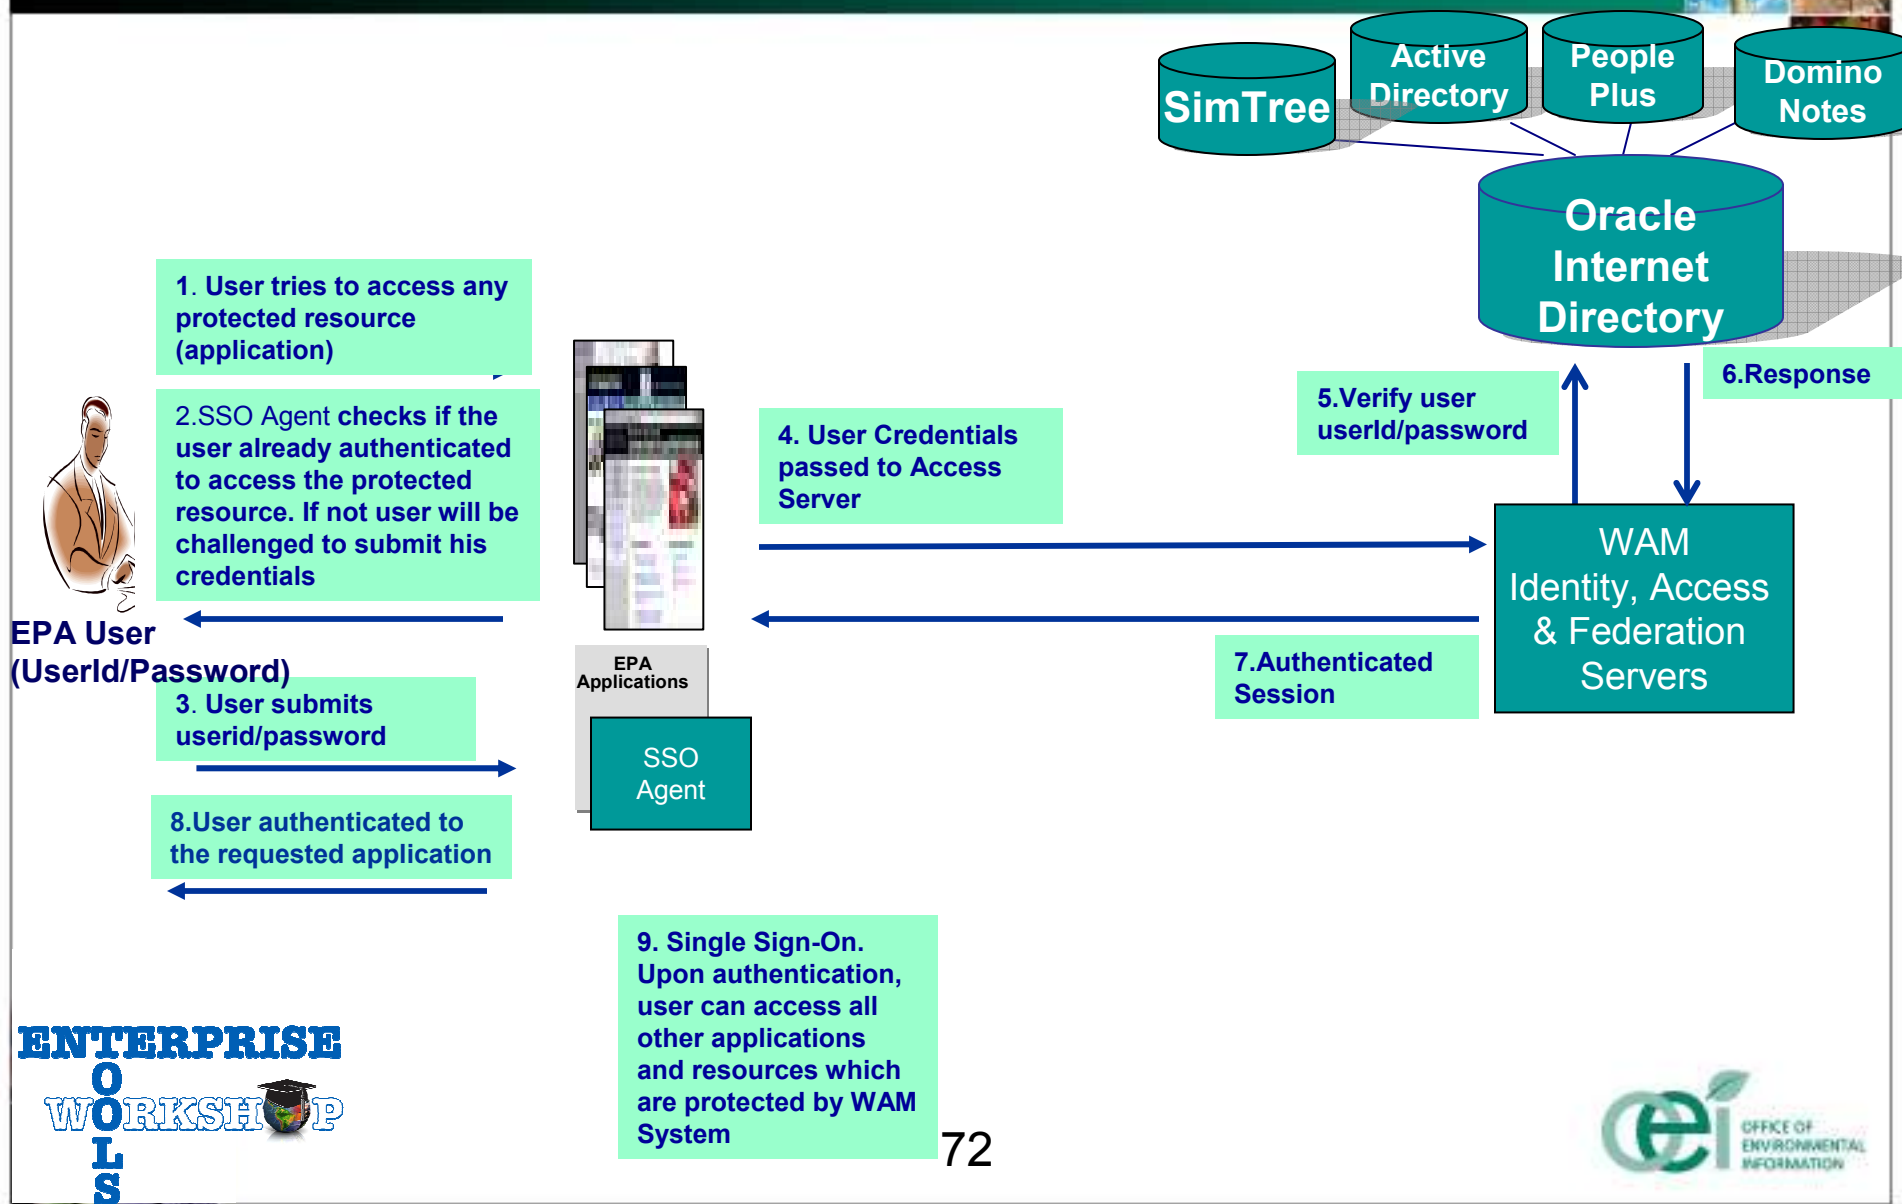 SimTree
Active
Directory
People
Plus
Domino
Notes
Oracle
Internet
Directory
1. User tries to access any
protected resource
(application)
2.SSO Agent checks if the
user already authenticated
to access the protected
resource. If not user will be
challenged to submit his
credentials
EPA User
(UserId/Password)
3. User submits
userid/password
8.User authenticated to
the requested application
EPA
Applications
SSO
Agent
4. User Credentials
passed to Access
Server
5.Verify user
userId/password
6.Response
WAM
Identity, Access
& Federation
Servers
7.Authenticated
Session
9. Single Sign-On.
Upon authentication,
user can access all
other applications
and resources which
are protected by WAM
System
72
ENTERPRISE
TOOLS
WORKSHOP
oei
OFFICE OF
ENVIRONMENTAL
INFORMATION